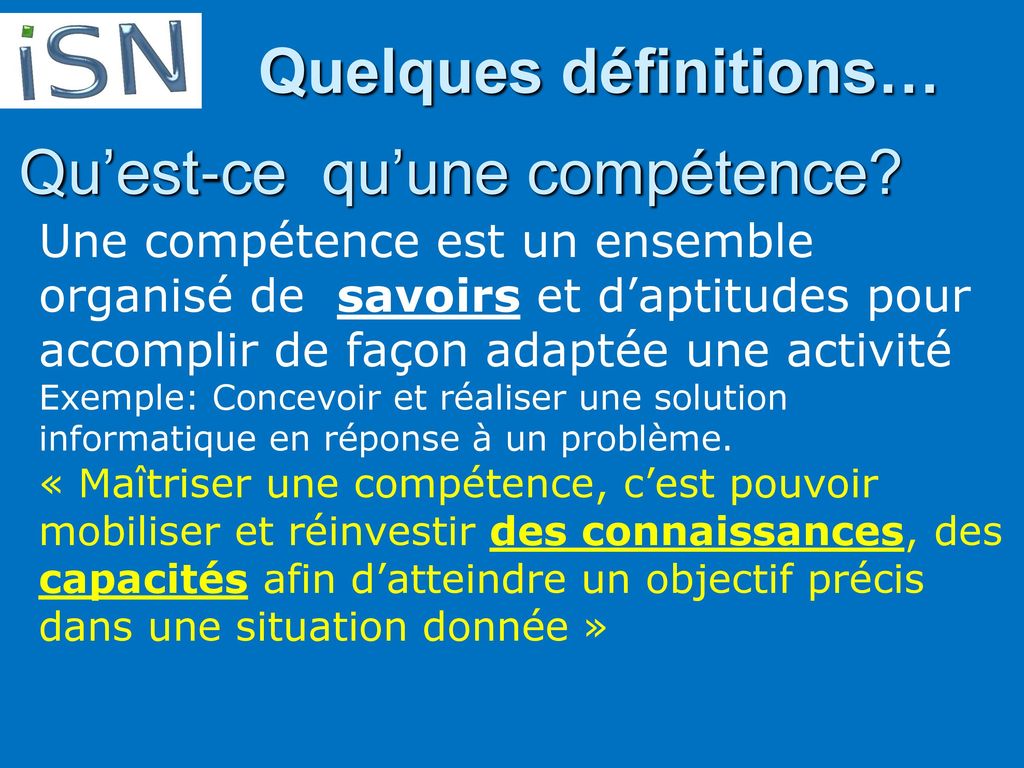 iSN
Quelques définitions…
Qu’est-ce  qu’une compétence?
Une compétence est un ensemble
organisé de  savoirs et d’aptitudes pour
accomplir de façon adaptée une activité
Exemple: Concevoir et réaliser une solution
informatique en réponse à un problème.
« Maîtriser une compétence, c’est pouvoir
mobiliser et réinvestir des connaissances, des
capacités afin d’atteindre un objectif précis
dans une situation donnée »